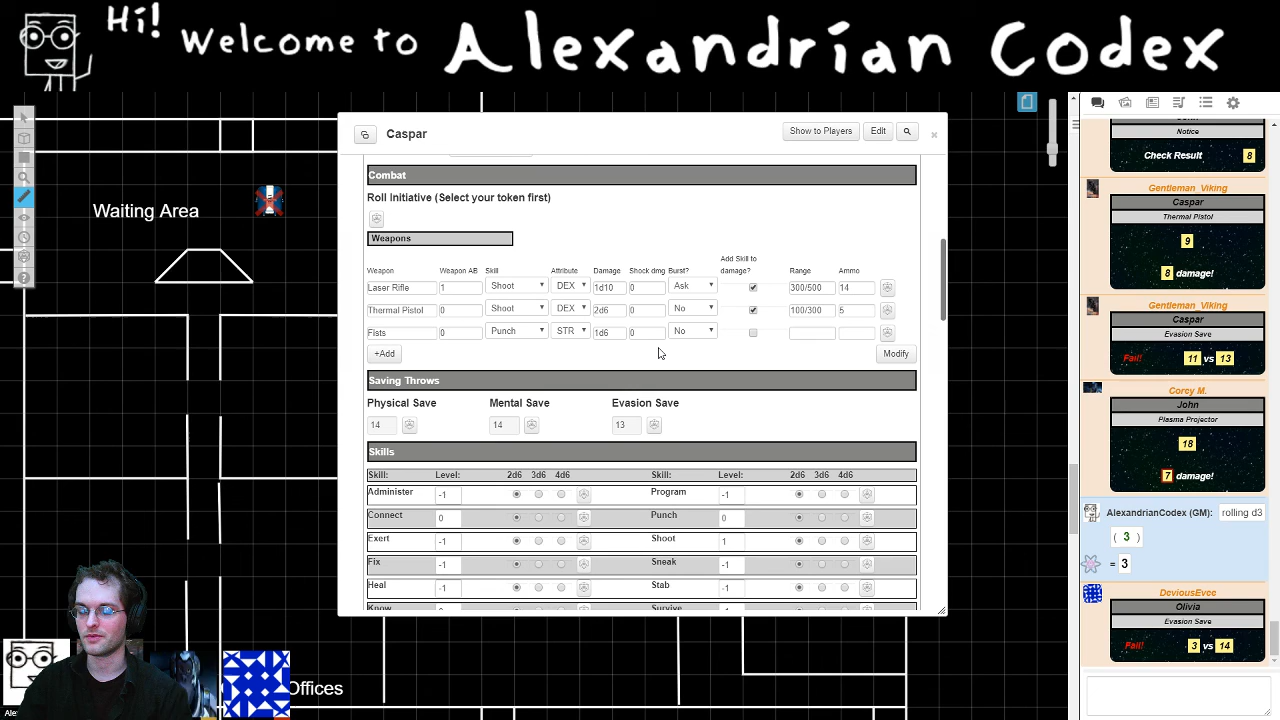 Hi! Welcome to Alexandrian Codex
Waiting Area
Offices
Caspar
Show to Players
Edit
Combat
Roll Initiative (Select your token first)
Weapons
Weapon Weapon AB Skill Attribute Damage Shock dmg Burst? Add Skill to damage? Range Ammo
Laser Rifle 1 Shoot DEX 1d10 0 Ask 300/500 14
Thermal Pistol 0 Shoot DEX 2d6 0 No 100/300 5
Fists 0 Punch STR 1d6 0 No
+Add Modify
Saving Throws
Physical Save Mental Save Evasion Save
14 14 13
Skills
Skill: Level: 2d6 3d6 4d6 Skill: Level: 2d6 3d6 4d6
Administer -1 Program -1
Connect 0 Punch 0
Exert -1 Shoot 1
Fix -1 Sneak -1
Heal -1 Stab -1
Know Survive
Notice
Check Result 8
Gentleman_Viking
Caspar
Thermal Pistol
9
8 damage!
Gentleman_Viking
Caspar
Evasion Save
Fail! 11 vs 13
Corey M.
John
Plasma Projector
18
7 damage!
AlexandrianCodex (GM): rolling d3
( 3 )
= 3
DeviousEvee
Olivia
Evasion Save
Fail! 3 vs 14